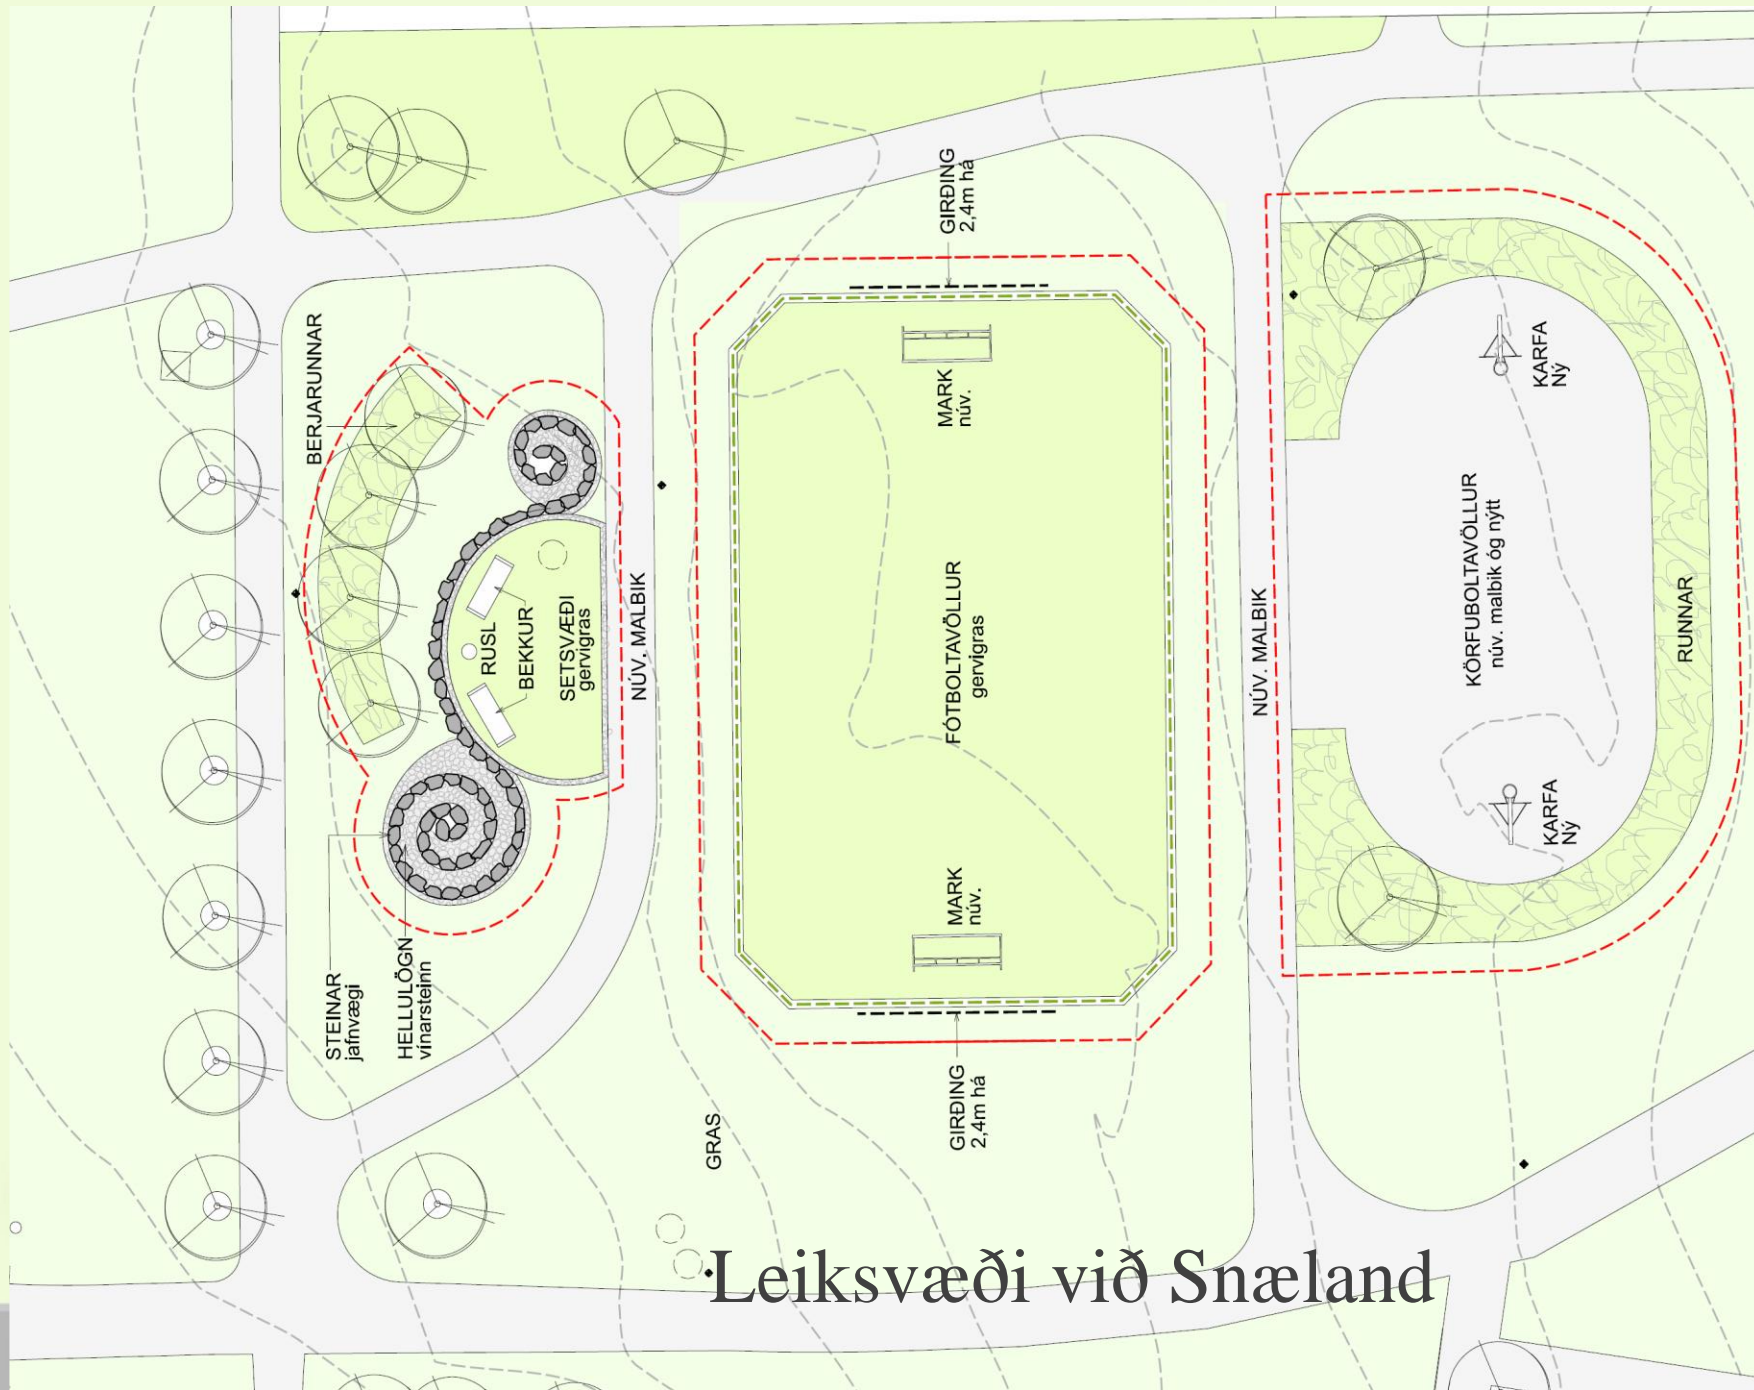 BERJARUNNAR
STEINAR
jafnvægi
HELLULÖGN
vínarsteinn
RUSL
BEKKUR
SETSVÆÐI
gervigras
NÚV. MALBIK
GRAS
GIRÐING
2,4m há
MARK
núv.
FÓTBOLTAVÖLLUR
gervigras
MARK
núv.
GIRÐING
2,4m há
NÚV. MALBIK
KARFA
Ný
KÖRFUBOLTAVÖLLUR
núv. malbik óg nýtt
KARFA
Ný
RUNNAR
Leiksvæði við Snæland